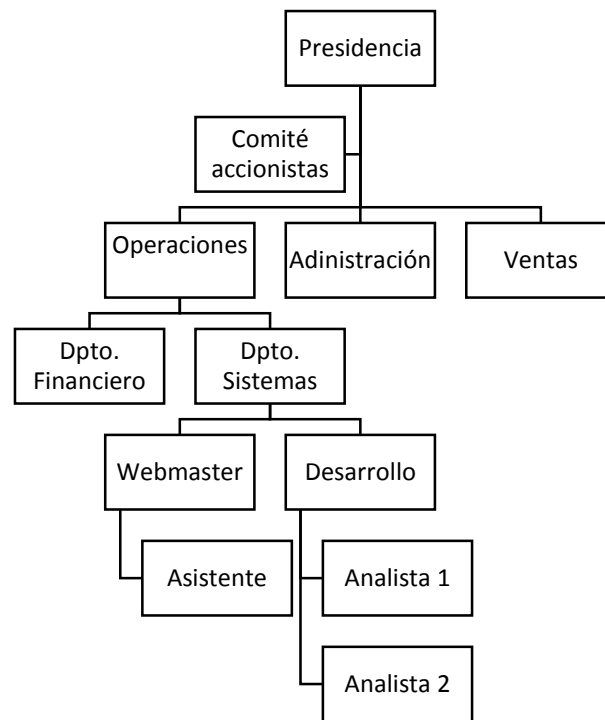 Presidencia
Comité
accionistas
Operaciones
Adinistración
Ventas
Dpto.
Financiero
Dpto.
Sistemas
Webmaster
Desarrollo
Asistente
Analista 1
Analista 2